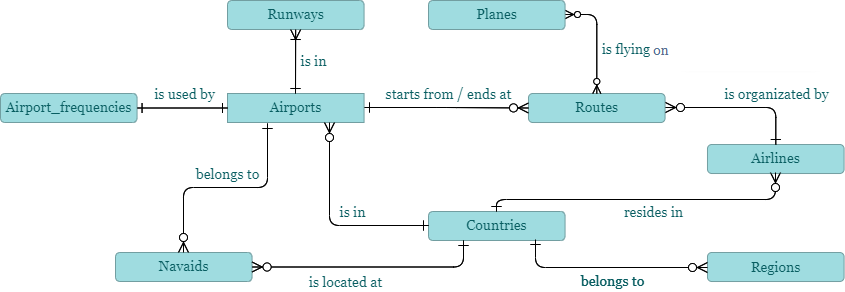 Runways
Planes
is in
is flying on
Airport_frequencies
is used by
Airports
starts from / ends at
Routes
is organizated by
Airlines
belongs to
is in
Countries
resides in
Navaids
is located at
belongs to
Regions